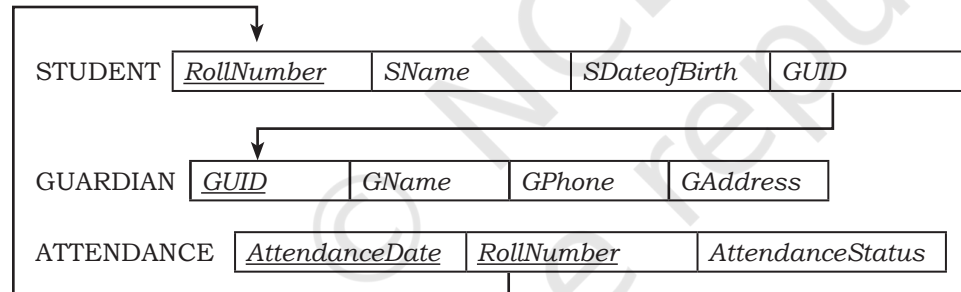 STUDENT RollNumber SName SDateofBirth GUID
GUARDIAN GUID GName GPhone GAddress
ATTENDANCE AttendanceDate RollNumber AttendanceStatus